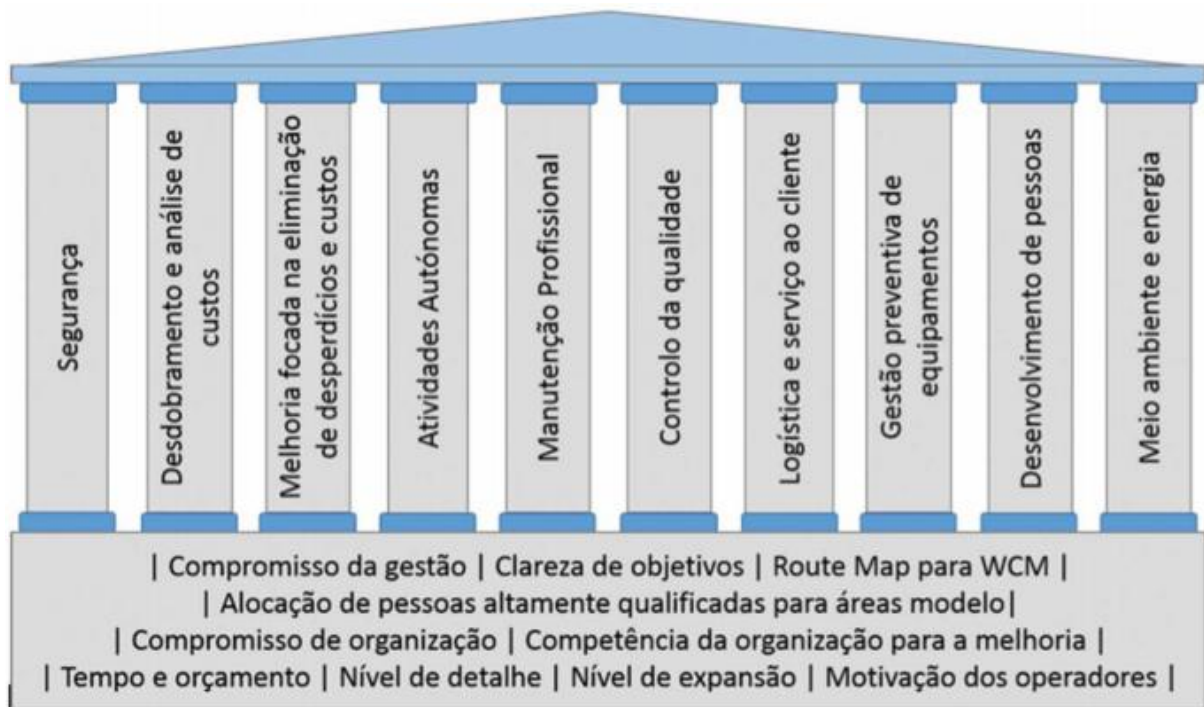 Segurança
Desdobramento e análise de
custos
Melhoria focada na eliminação
de desperdícios e custos
Atividades Autónomas
Manutenção Profissional
Controlo da qualidade
Logística e serviço ao cliente
Gestão preventiva de
equipamentos
Desenvolvimento de pessoas
Meio ambiente e energia
| Compromisso da gestão | Clareza de objetivos | Route Map para WCM |
| Alocação de pessoas altamente qualificadas para áreas modelo|
| Compromisso de organização | Competência da organização para a melhoria |
| Tempo e orçamento | Nível de detalhe | Nível de expansão | Motivação dos operadores |